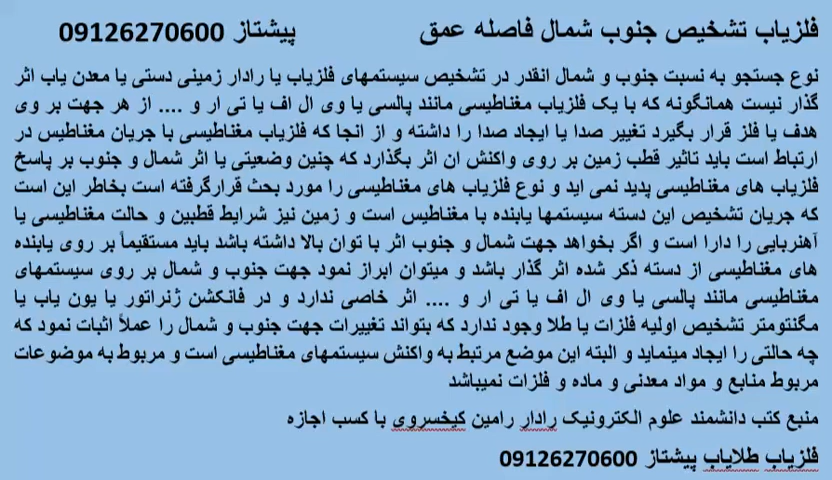 فلزیاب تشخیص جنوب شمال فاصله عمق پیشتاز 09126270600
نوع جستجو به نسبت جنوب و شمال انقدر در تشخیص سیستمهای فلزیاب یا رادار زمینی دستی یا معدن یاب اثر
گذار نیست همانگونه که با یک فلزیاب مغناطیسی مانند پالسی یا وی ال اف یا تی ار و .... از هر جهت بر وی
هدف یا فلز قرار بگیرد تغییر صدا یا ایجاد صدا را داشته و از انجا که فلزیاب مغناطیسی با جریان مغناطیس در
ارتباط است باید تاثیر قطب زمین بر روی واکنش ان اثر بگذارد که چنین وضعیتی یا اثر شمال و جنوب بر پاسخ
فلزیاب های مغناطیسی پدید نمی اید و نوع فلزیاب های مغناطیسی را مورد بحث قرارگرفته است بخاطر این است
که جریان تشخیص این دسته سیستمها یابنده با مغناطیس است و زمین نیز شرایط قطبین و حالت مغناطیسی یا
آهنربایی را دارا است و اگر بخواهد جهت شمال و جنوب اثر با توان بالا داشته باشد باید مستقیماً بر روی یابنده
های مغناطیسی از دسته ذکر شده اثر گذار باشد و میتوان ابراز نمود جهت جنوب و شمال بر روی سیستمهای
مغناطیسی مانند پالسی یا وی ال اف یا تی ار و .... اثر خاصی ندارد و در فانکشن ژنراتور یا یون یاب یا
مگنتومتر تشخیص اولیه فلزات یا طلا وجود ندارد که بتواند تغییرات جهت جنوب و شمال را عملاً اثبات نمود که
چه حالتی را ایجاد مینماید و البته این موضع مرتبط به واکنش سیستمهای مغناطیسی است و مربوط به موضوعات
مربوط منابع و مواد معدنی و ماده و فلزات نمیباشد
منبع کتب دانشمند علوم الکترونیک رادار رامین کیخسروی با کسب اجازه
فلزیاب طلایاب پیشتاز 09126270600